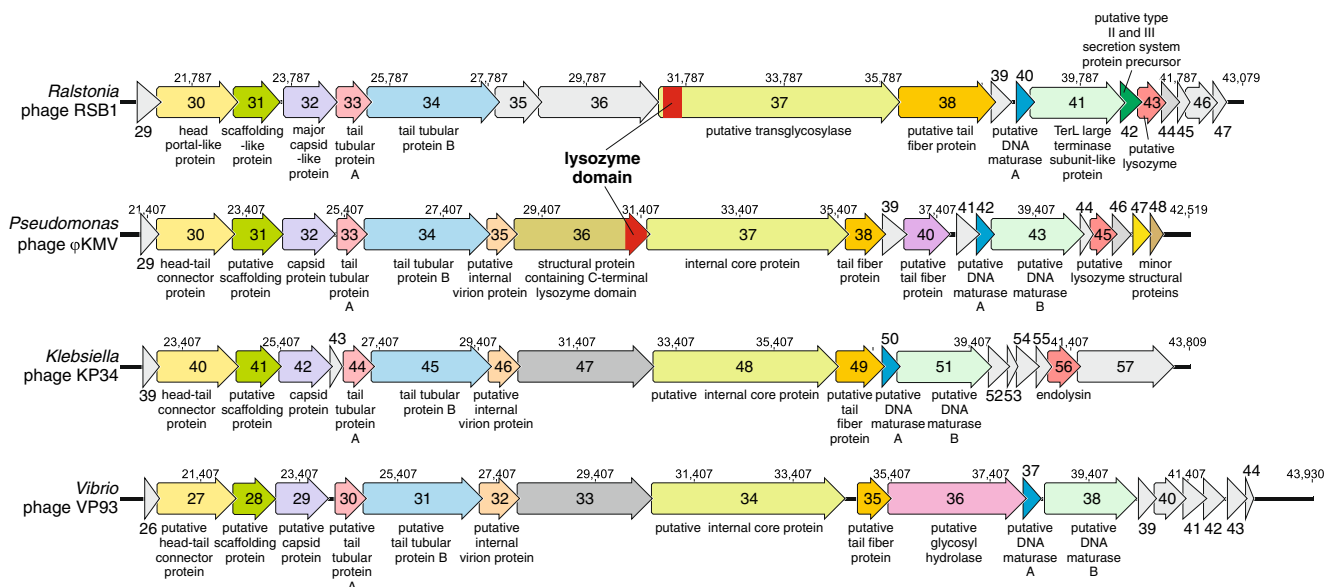 putative type
II and III
secretion system
protein precursor
21,787 23,787 25,787 27,787 29,787 31,787 33,787 35,787 39 40 39,787 41,787 43,079
Ralstonia
phage RSB1
30 31 32 33 34 35 36 37 38 41 43 46
29 42 44 45 47
head
portal-like
protein
scaffolding
-like
protein
major
capsid
-like
protein
tail
tubular
protein
A
tail tubular
protein B
putative transglycosylase
putative tail
fiber protein
putative
DNA
maturase
A
TerL large
terminase
subunit-like
protein
putative
lysozyme
lysozyme
domain
21,407 23,407 25,407 27,407 29,407 31,407 33,407 35,407 39 37,407 41 42 39,407 44 46 47 48 42,519
Pseudomonas
phage φKMV
30 31 32 33 34 35 36 37 38 40 43 45
29
head-tail
connector
protein
putative
scaffolding
protein
capsid
protein
tail
tubular
protein
A
tail tubular
protein B
putative
internal
virion protein
structural protein
containing C-terminal
lysozyme domain
internal core protein
tail fiber
protein
putative
tail fiber
protein
putative
DNA
maturase
A
putative
DNA
maturase
B
putative
lysozyme
minor
structural
proteins
23,407 25,407 43 27,407 29,407 31,407 33,407 35,407 50 39,407 54 55 41,407 43,809
Klebsiella
phage KP34
40 41 42 44 45 46 47 48 49 51 56 57
39 52 53
head-tail
connector
protein
putative
scaffolding
protein
capsid
protein
tail
tubular
protein
A
tail tubular
protein B
putative
internal
virion protein
putative internal core protein
putative
tail
fiber
protein
putative
DNA
maturase
A
putative
DNA
maturase
B
endolysin
21,407 23,407 25,407 27,407 29,407 31,407 33,407 35,407 37,407 37 39,407 41,407 44 43,930
Vibrio
phage VP93
27 28 29 30 31 32 33 34 35 36 38 40
26 39 41 42 43
putative
head-tail
connector
protein
putative
scaffolding
protein
putative
capsid
protein
putative
tail
tubular
protein
A
putative
tail tubular
protein B
putative
internal
virion protein
putative internal core protein
putative
tail fiber
protein
putative
glycosyl
hydrolase
putative
DNA
maturase
A
putative
DNA
maturase
B